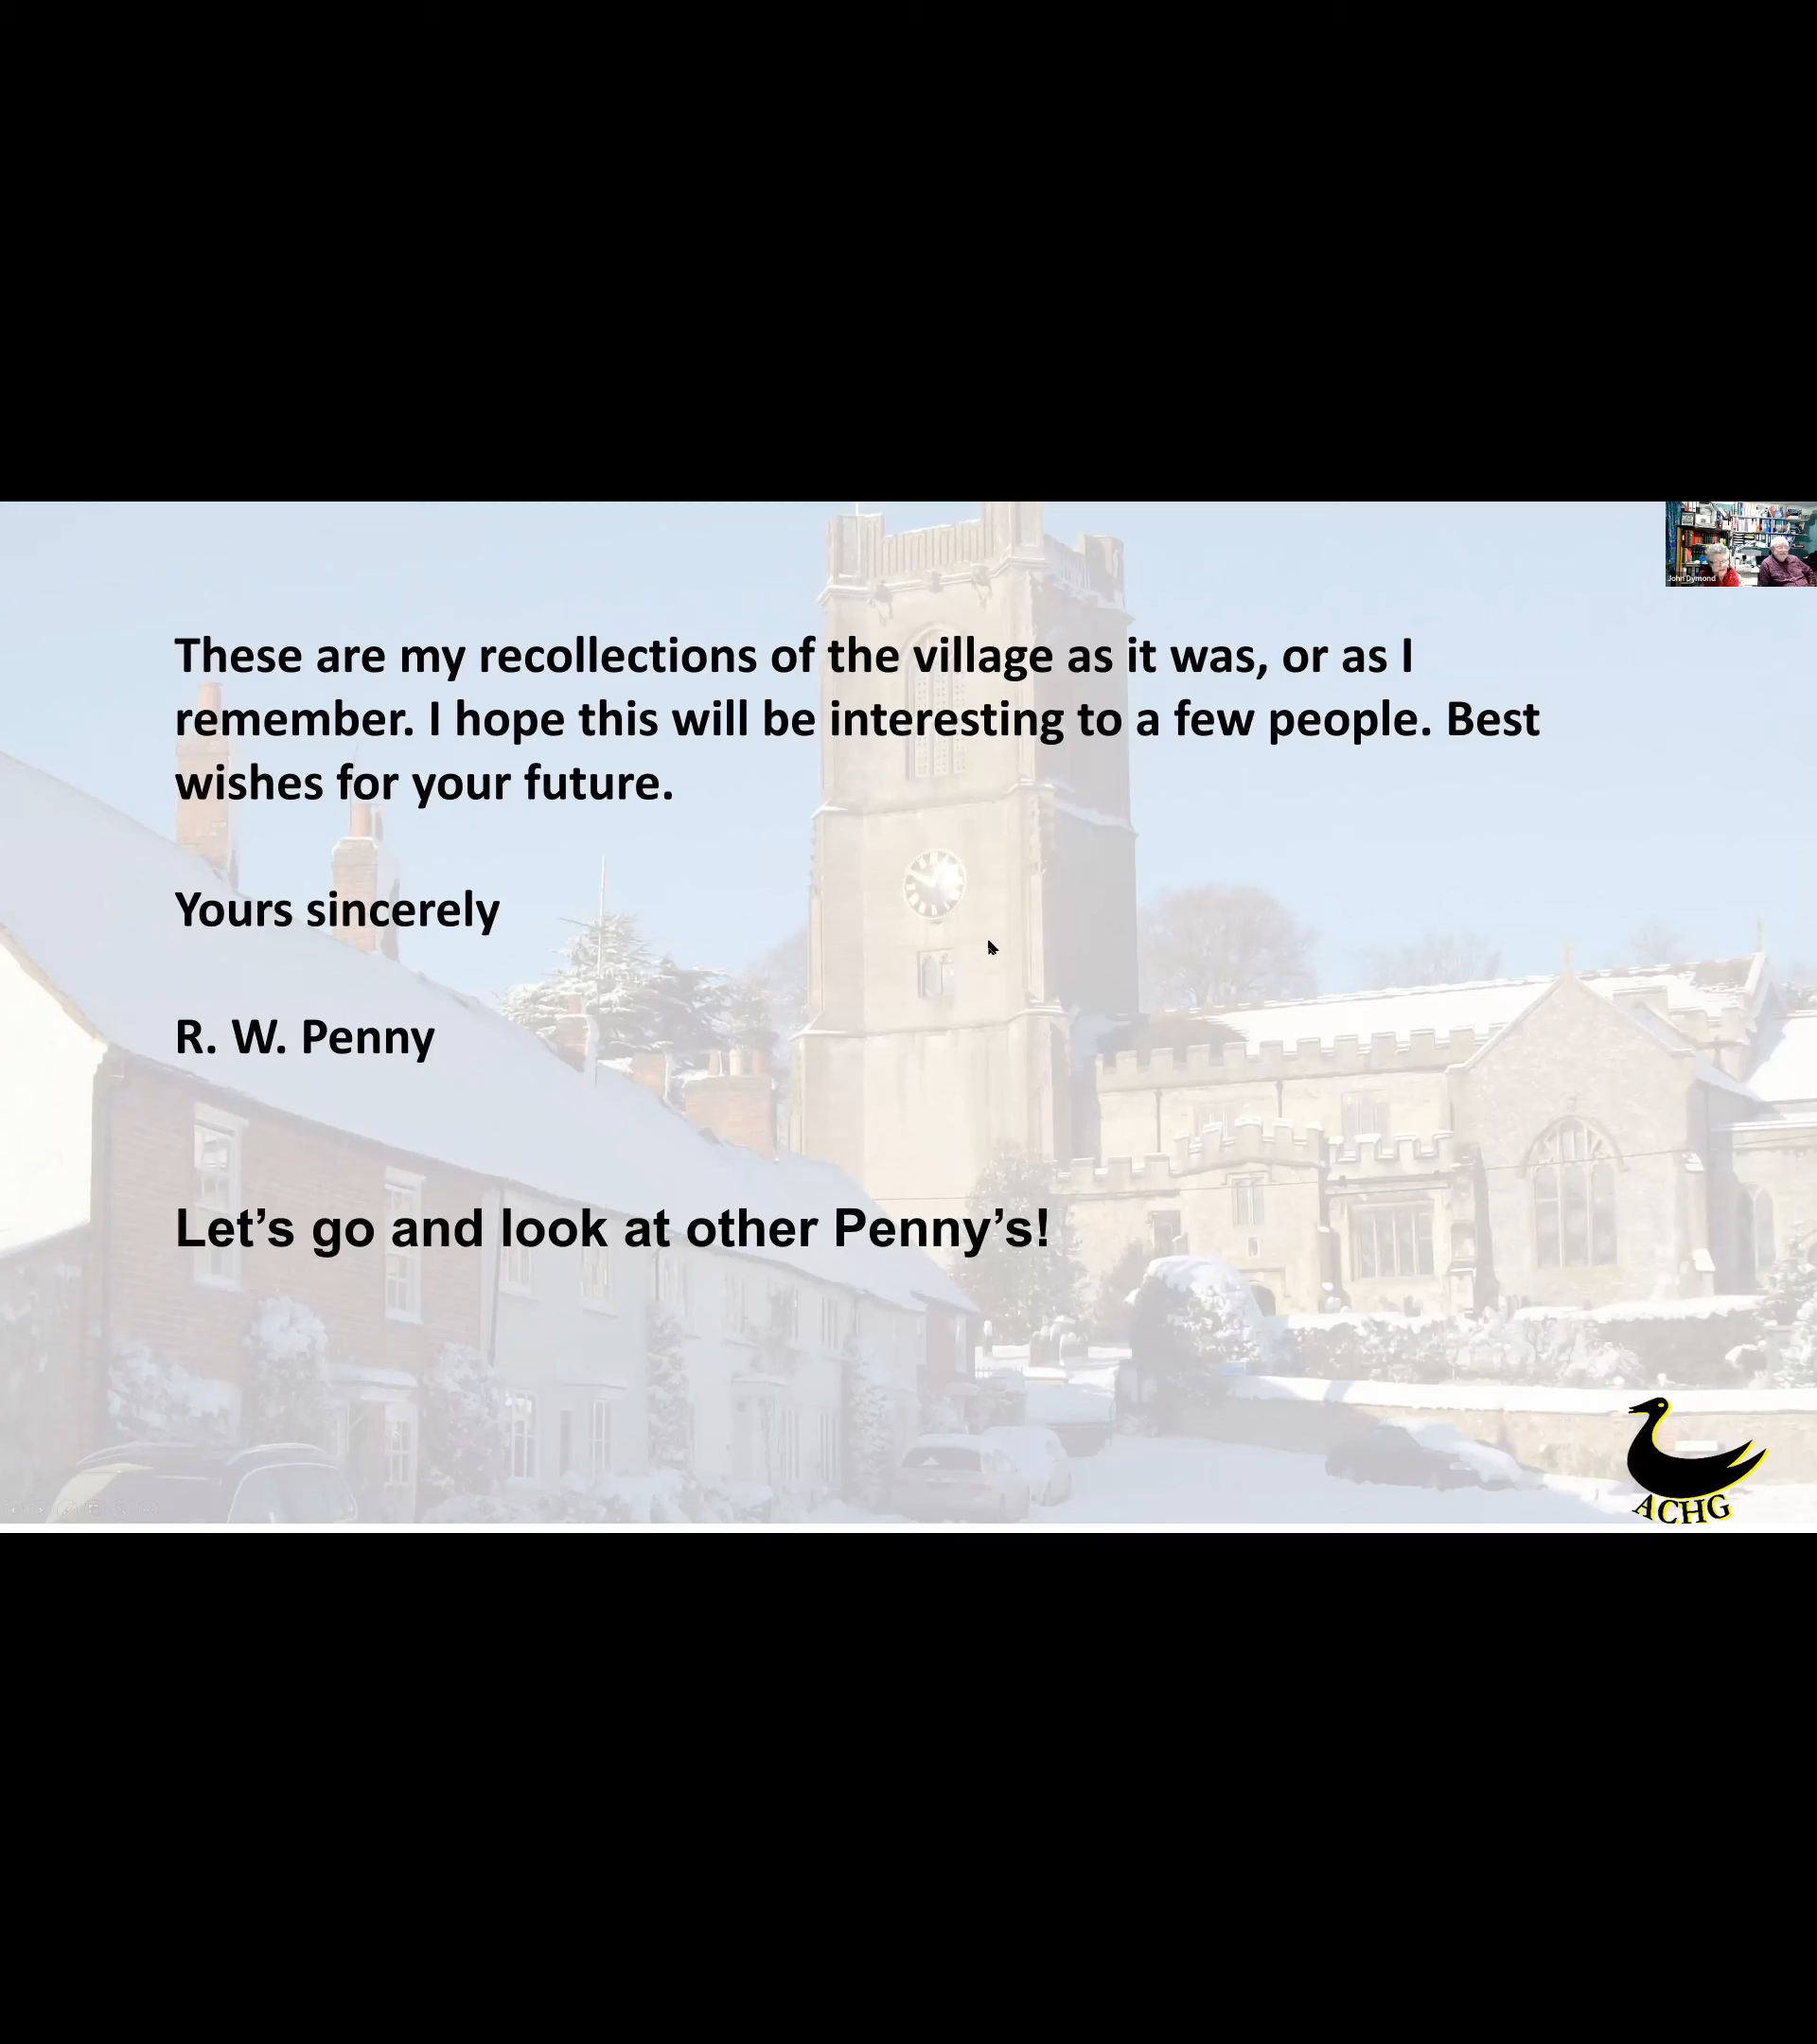 John Dymond
These are my recollections of the village as it was, or as I
remember. I hope this will be interesting to a few people. Best
wishes for your future.
Yours sincerely
R. W. Penny
Let’s go and look at other Penny’s!
ACHG